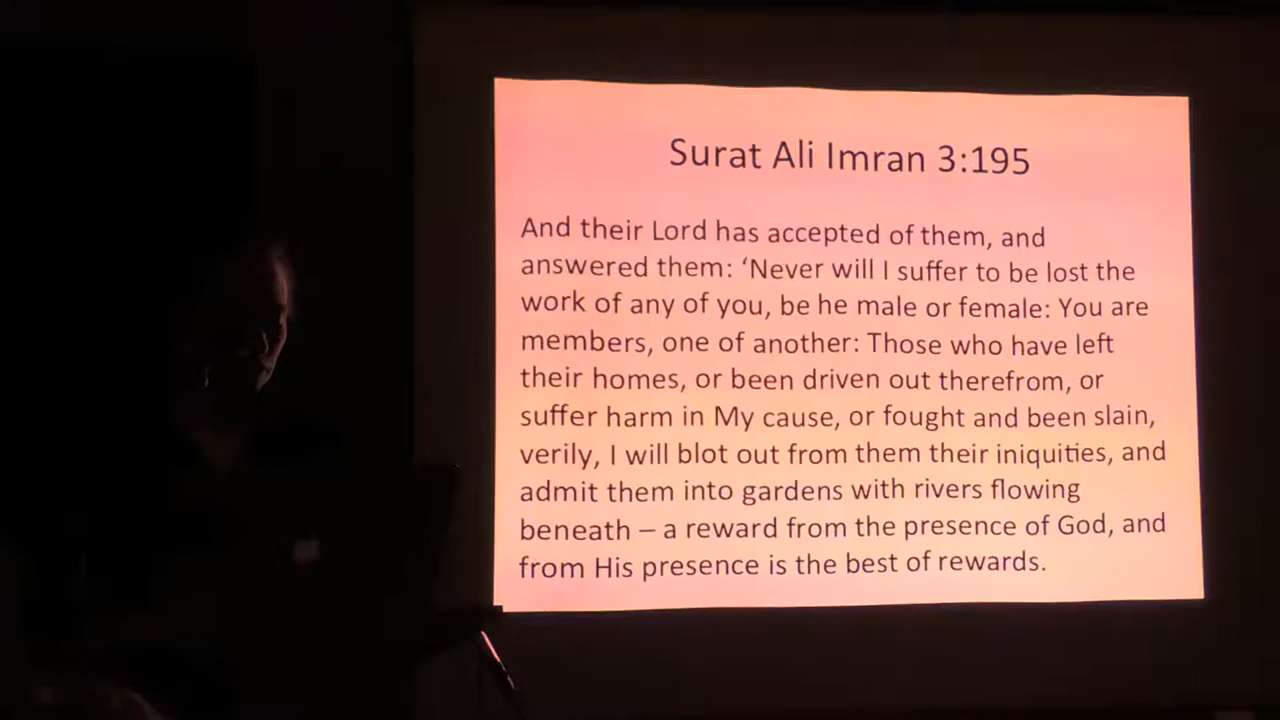 Surat Ali Imran 3:195
And their Lord has accepted of them, and
answered them: ‘Never will I suffer to be lost the
work of any of you, be he male or female: You are
members, one of another: Those who have left
their homes, or been driven out therefrom, or
suffer harm in My cause, or fought and been slain,
verily, I will blot out from them their iniquities, and
admit them into gardens with rivers flowing
beneath – a reward from the presence of God, and
from His presence is the best of rewards.